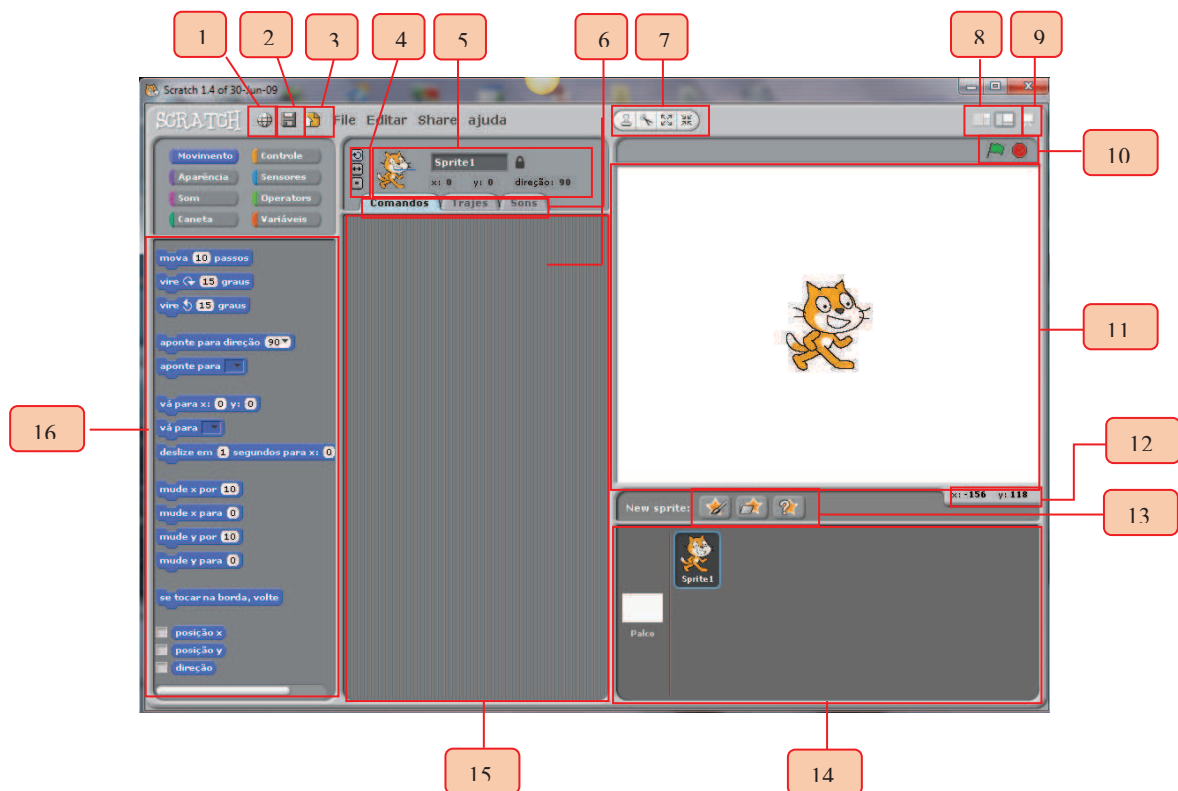 1 2 3 4 5 6 7 8 9
Scratch 1.4 of 30-Jun-09
SCRATCH File Editar Share ajuda
Movimento Controle
Aparência Sensores
Som Operators
Caneta Variáveis
Sprite1
x: 0 y: 0 direção: 90
Comandos Trajes Sons
10
mova 10 passos
vire 15 graus
vire 15 graus
aponte para direção 90
aponte para
vá para x: 0 y: 0
vá para
deslize em 1 segundos para x: 0
mude x por 10
mude x para 0
mude y por 10
mude y para 0
se tocar na borda, volte
posição x
posição y
direção
11
16
12
x: -156 y: 118
New sprite:
13
Sprite1
Palco
15
14